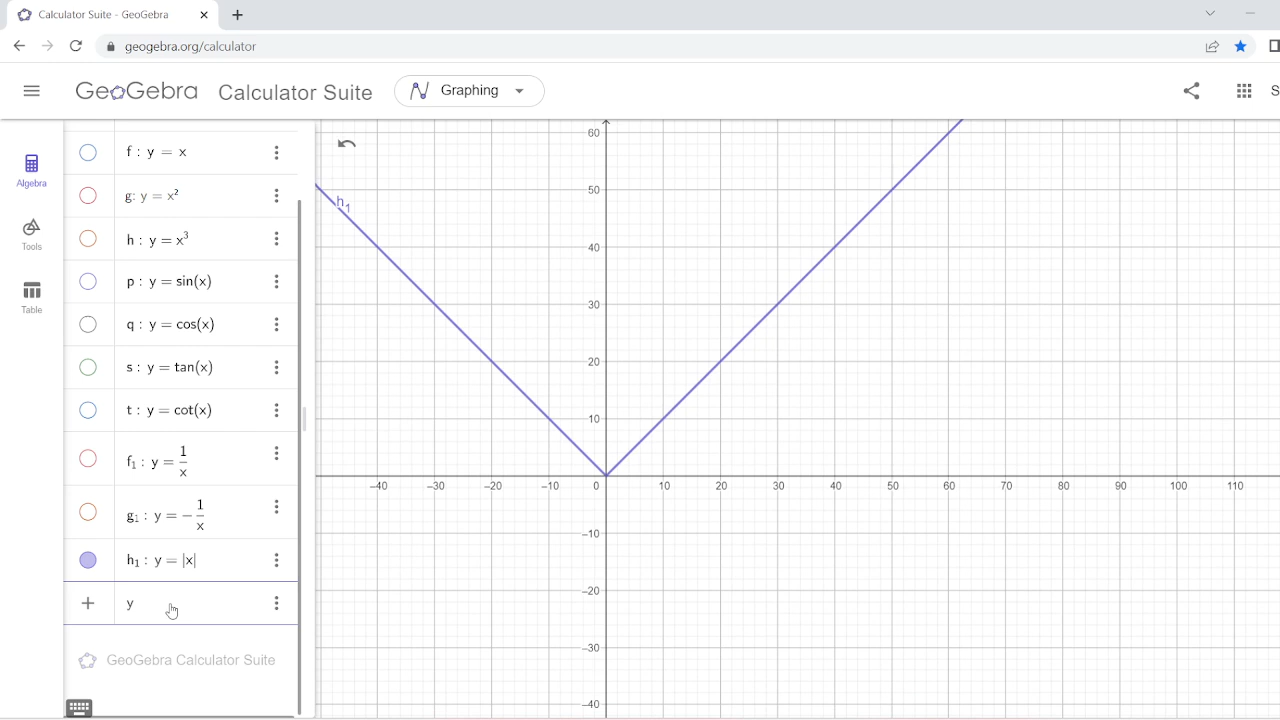 Calculator Suite - GeoGebra
geogebra.org/calculator
GeoGebra Calculator Suite Graphing S
Algebra
Tools
Table
f : y = x
g: y = x²
h : y = x³
p : y = sin(x)
q : y = cos(x)
s : y = tan(x)
t : y = cot(x)
f₁ : y = 1/x
g₁ : y = − 1/x
h₁ : y = |x|
y
GeoGebra Calculator Suite
h₁
60
50
40
30
20
10
−40 −30 −20 −10 0 10 20 30 40 50 60 70 80 90 100 110
−10
−20
−30
−40